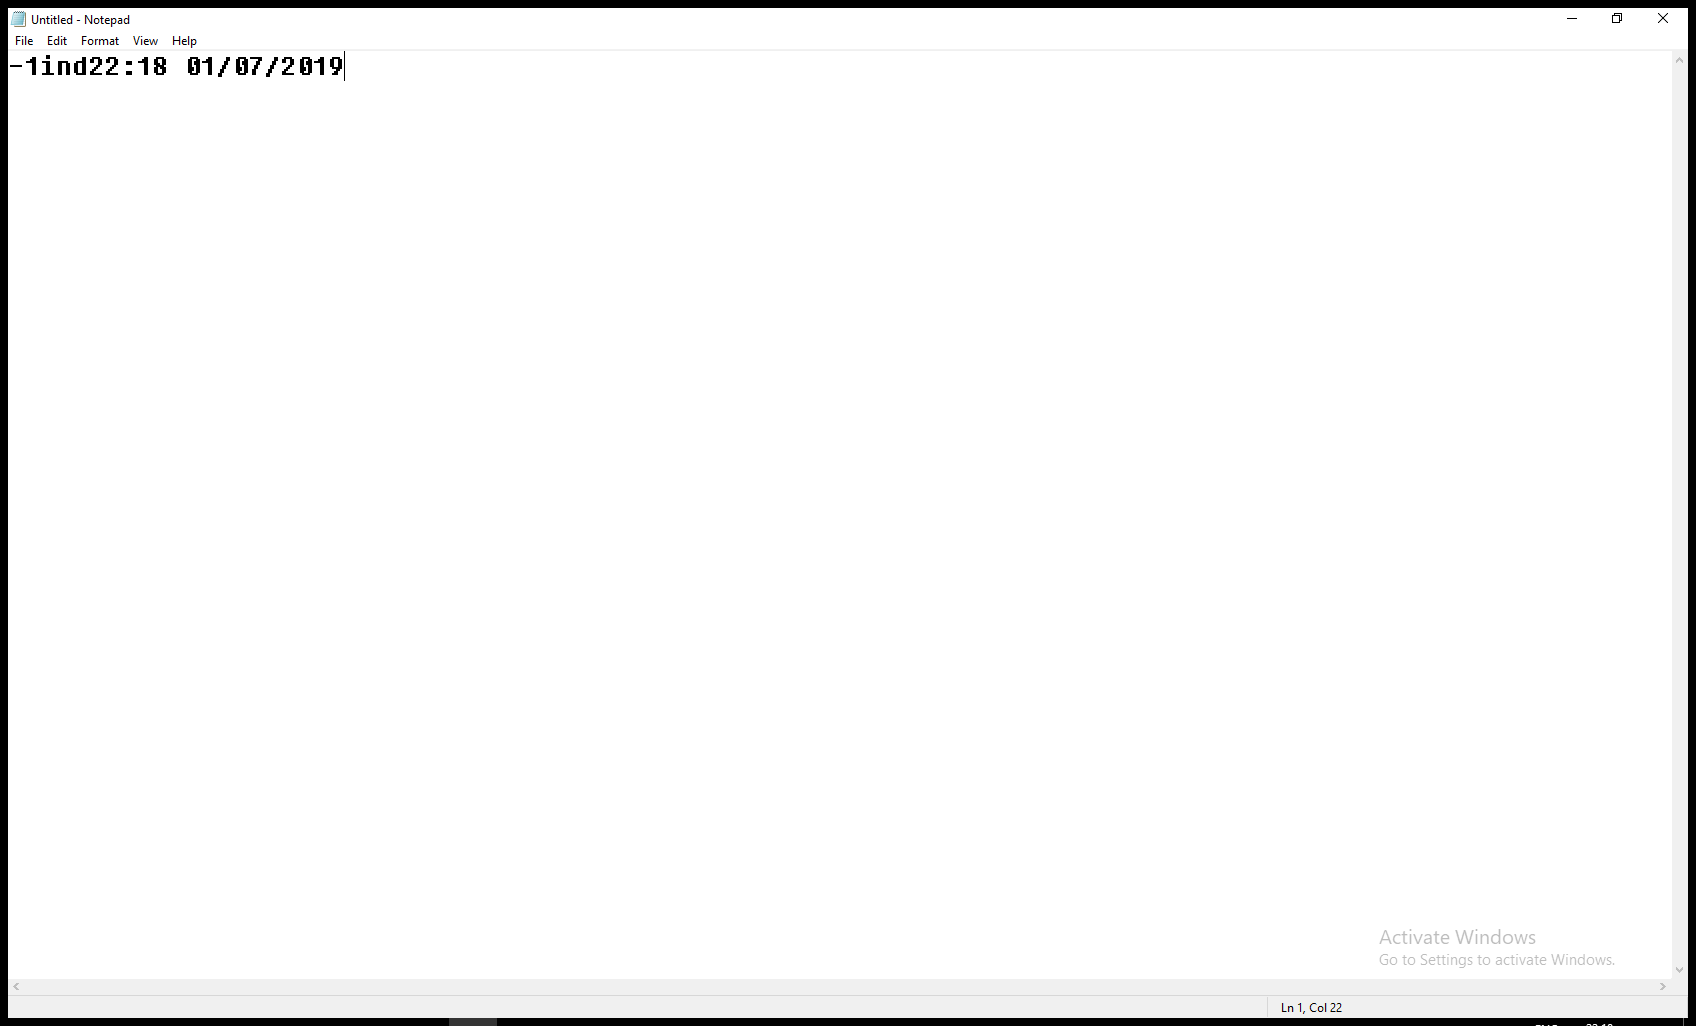 Untitled - Notepad
File Edit Format View Help
-1ind22:18 01/07/2019
Activate Windows
Go to Settings to activate Windows.
Ln 1, Col 22